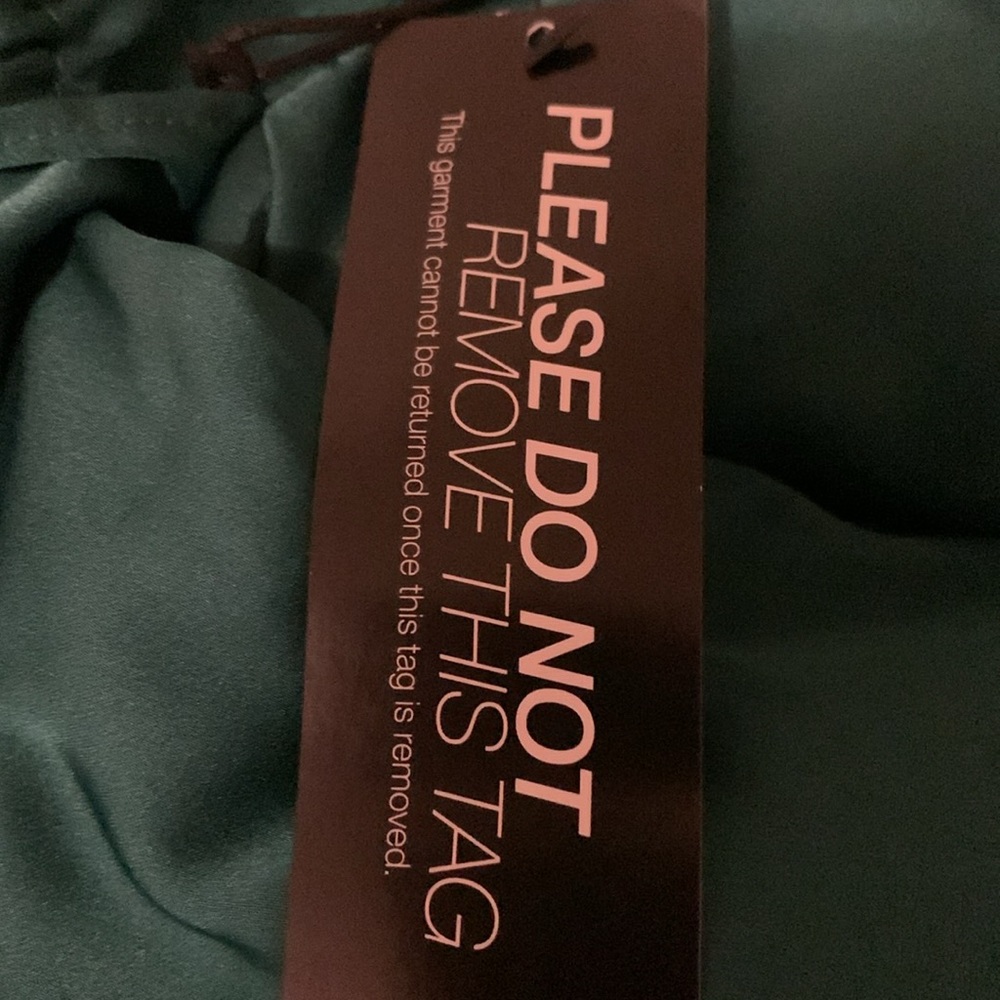 PLEASE DO NOT
REMOVE THIS TAG
This garment cannot be returned once this tag is removed.